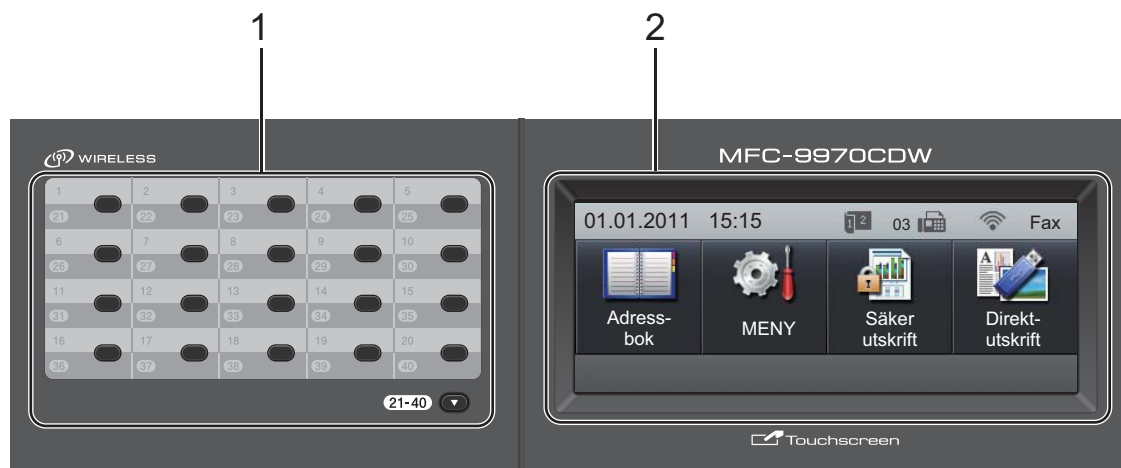 1
2
WIRELESS
1 2 3 4 5
21 22 23 24 25
6 7 8 9 10
26 27 28 29 30
11 12 13 14 15
31 32 33 34 35
16 17 18 19 20
36 37 38 39 40
21-40
MFC-9970CDW
01.01.2011 15:15 1 2 03 Fax
Adress-
bok
MENY
Säker
utskrift
A
Direkt-
utskrift
Touchscreen